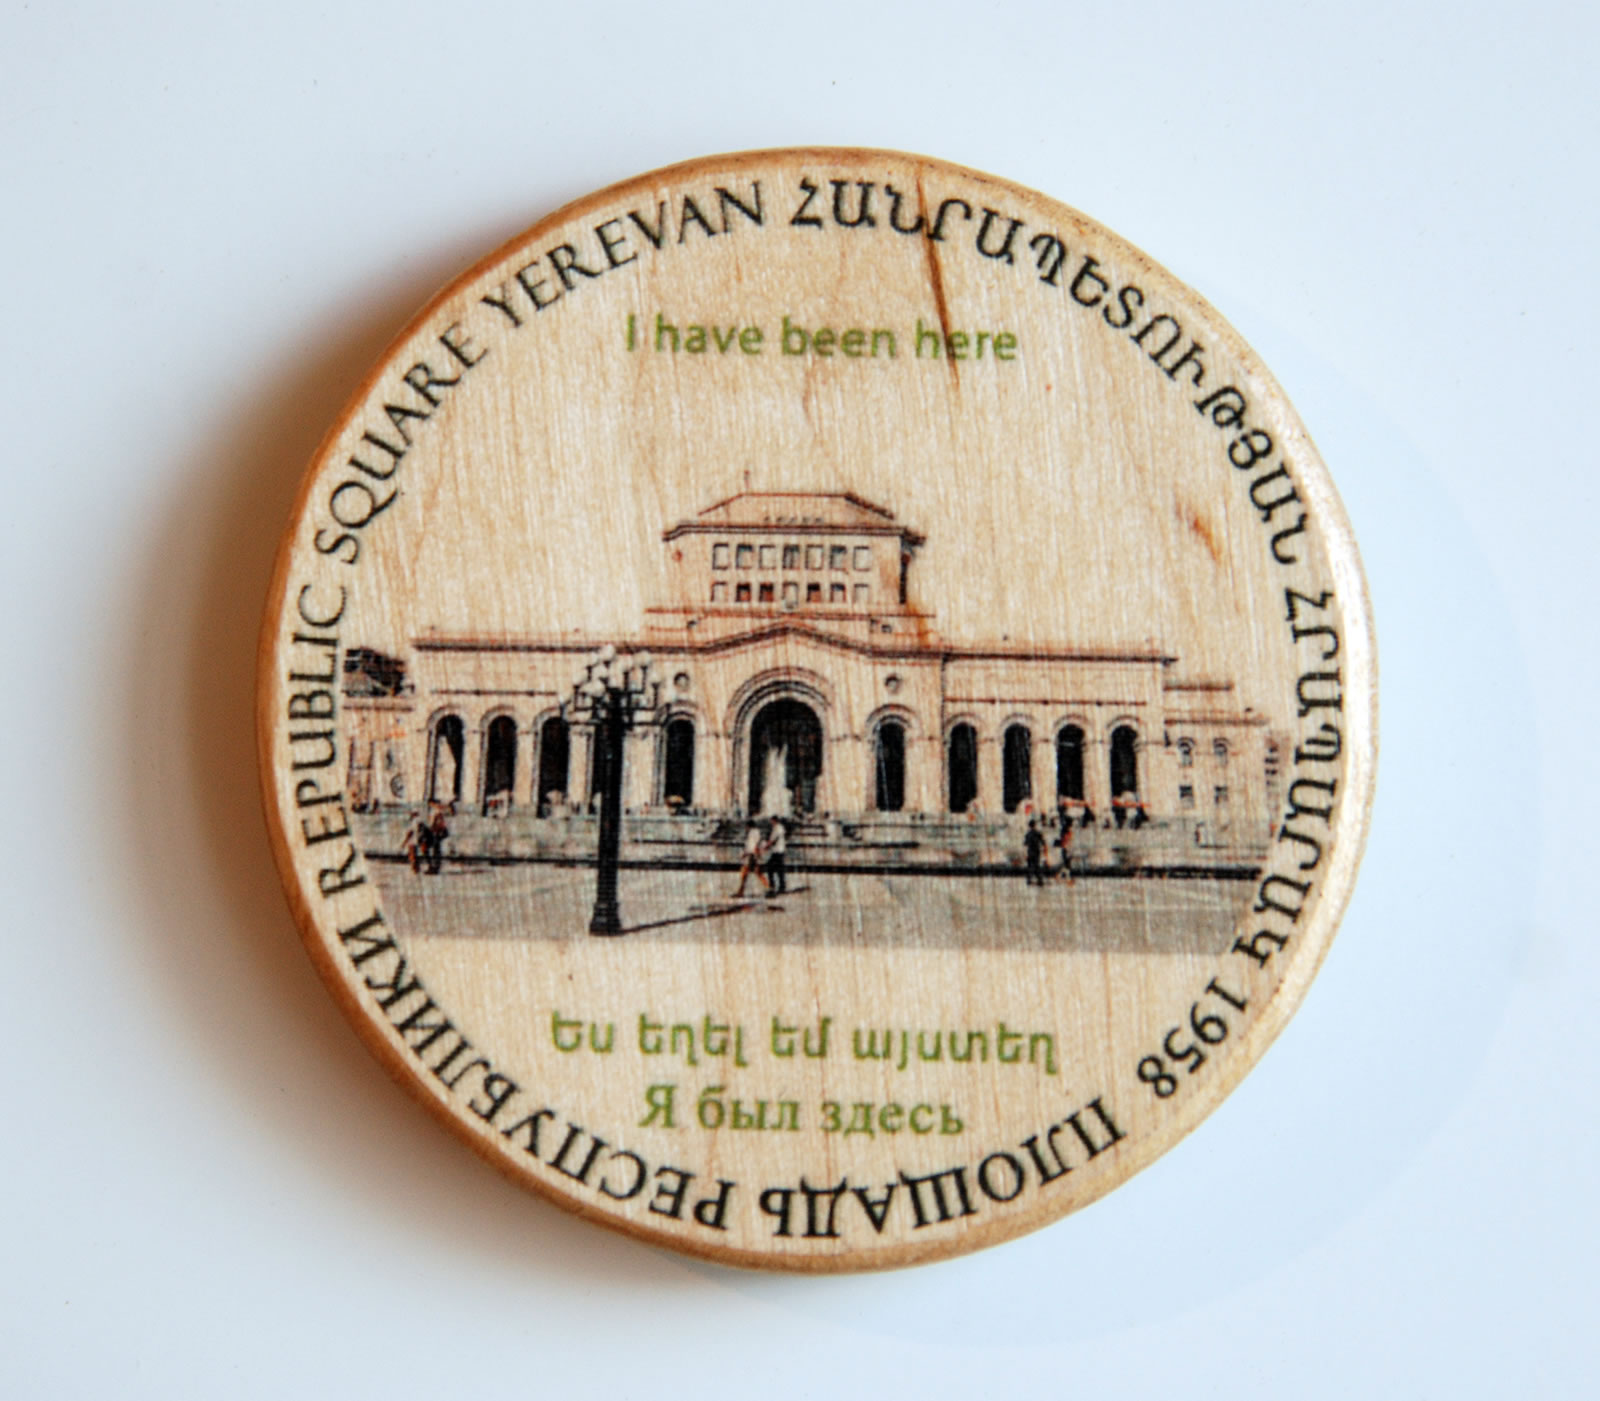 REPUBLIC SQUARE YEREVAN ՀԱՆՐԱՊԵՏՈՒԹՅԱՆ ՀՐԱՊԱՐԱԿ 1958 ПЛОЩАДЬ РЕСПУБЛИКИ
I have been here
Ես եղել եմ այստեղ
Я был здесь